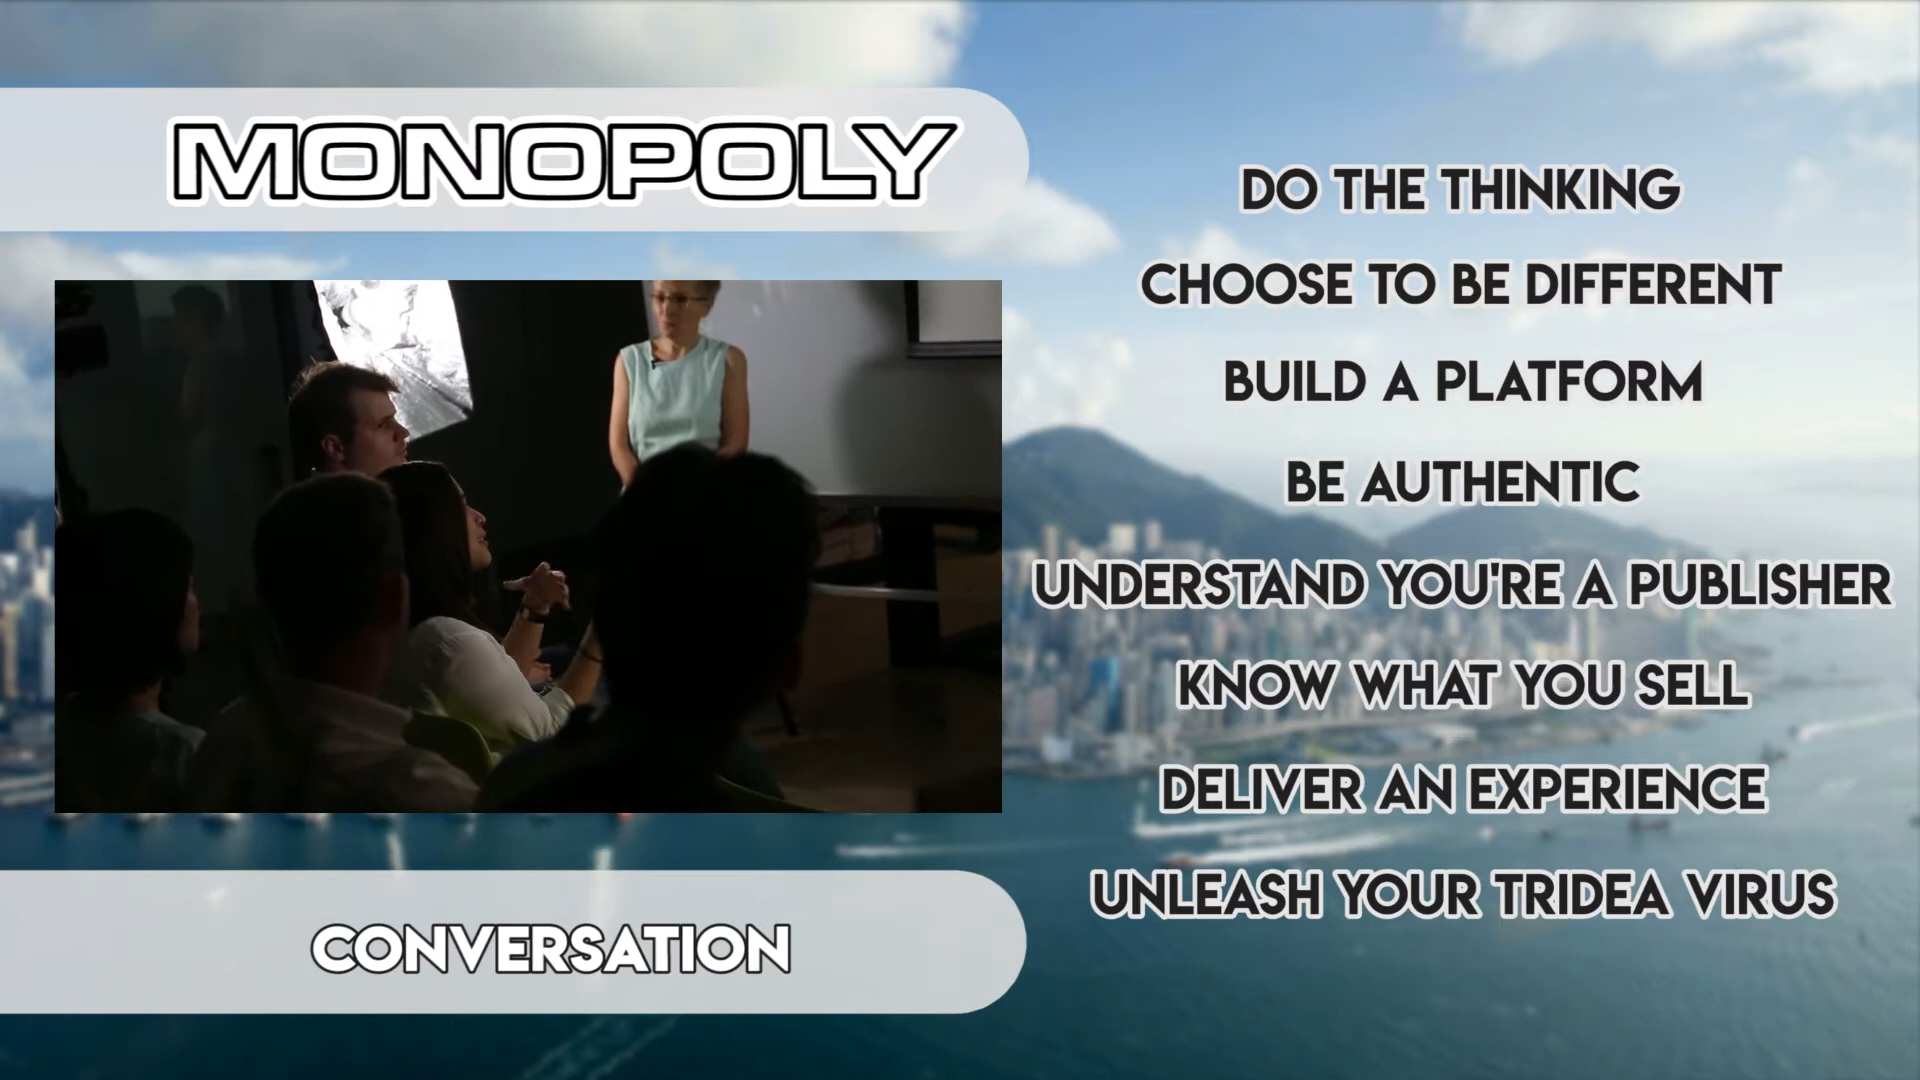 MONOPOLY
CONVERSATION
DO THE THINKING
CHOOSE TO BE DIFFERENT
BUILD A PLATFORM
BE AUTHENTIC
UNDERSTAND YOU'RE A PUBLISHER
KNOW WHAT YOU SELL
DELIVER AN EXPERIENCE
UNLEASH YOUR TRIDEA VIRUS